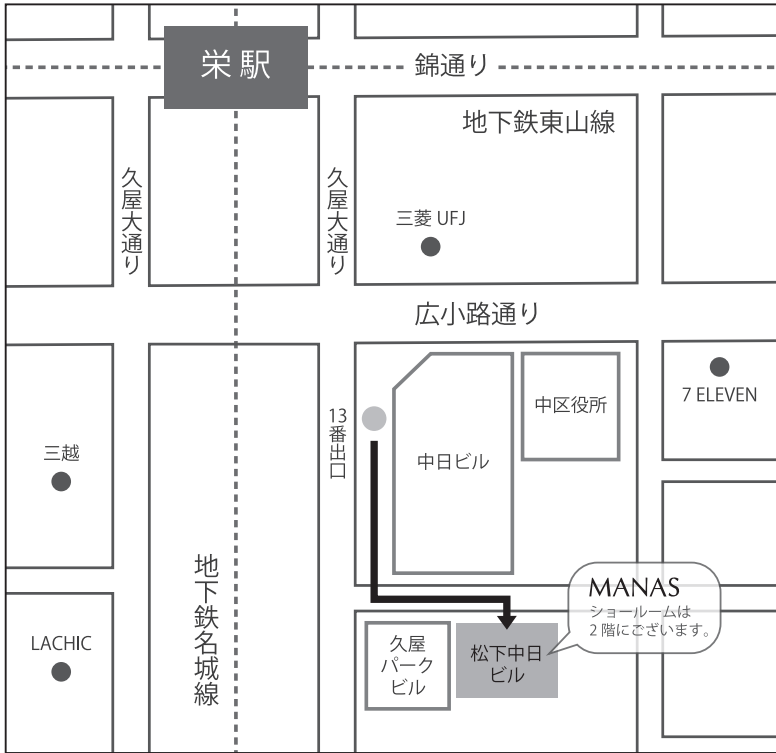 栄駅
錦通り
地下鉄東山線
久屋大通り
久屋大通り
三菱 UFJ
広小路通り
7 ELEVEN
中区役所
13
番出口
中日ビル
三越
地下鉄名城線
MANAS
ショールームは
2 階にございます。
LACHIC
久屋
パーク
ビル
松下中日
ビル